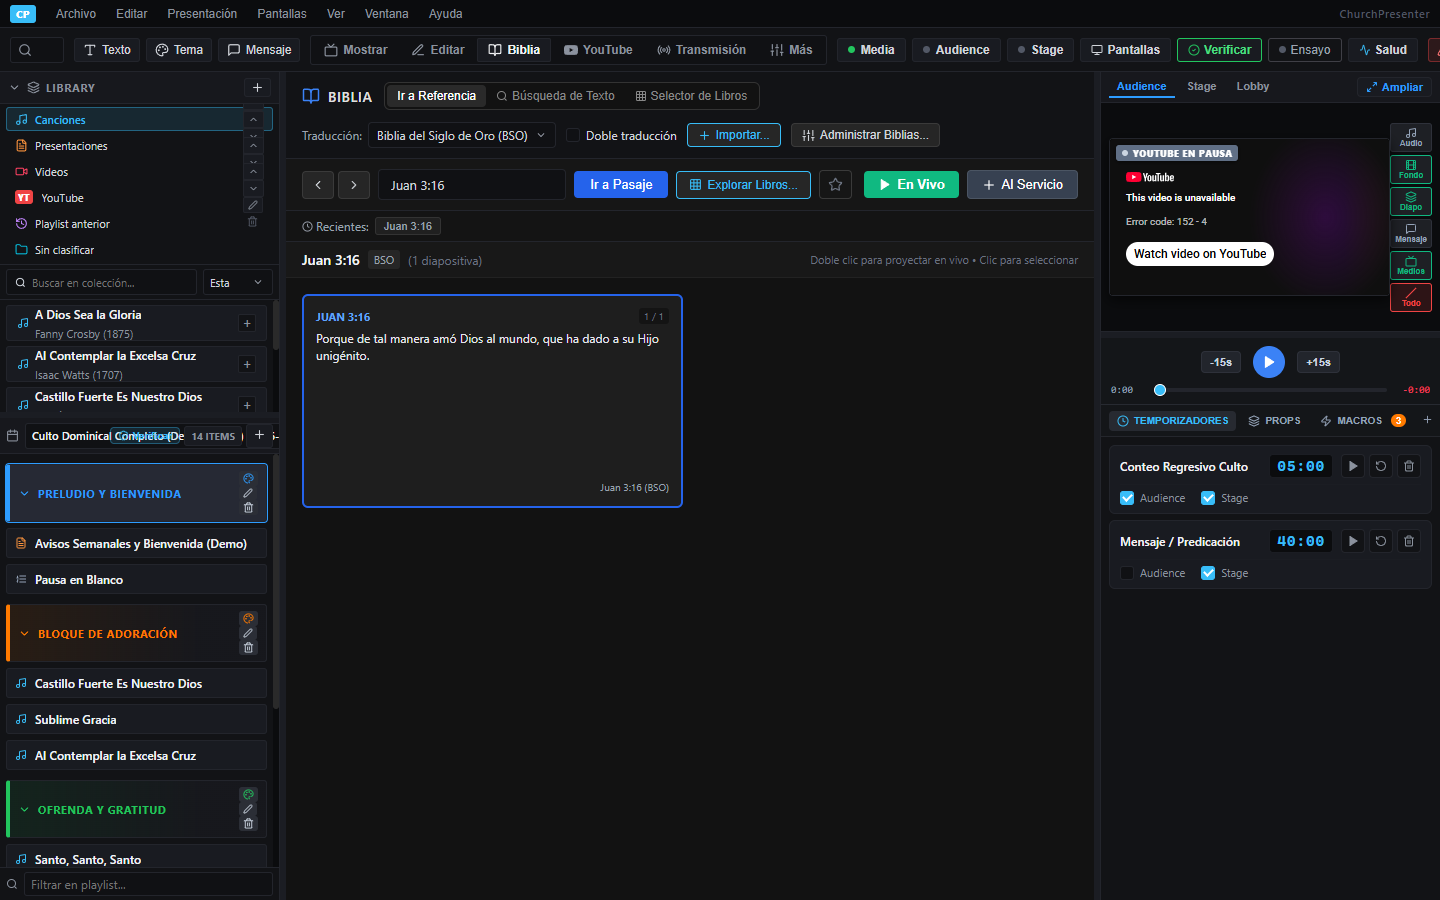 CP Archivo Editar Presentación Pantallas Ver Ventana Ayuda ChurchPresenter
Texto Tema Mensaje Mostrar Editar Biblia YouTube Transmisión Más Media Audience Stage Pantallas Verificar Ensayo Salud
LIBRARY
Canciones
Presentaciones
Videos
YT YouTube
Playlist anterior
Sin clasificar
Buscar en colección... Esta
A Dios Sea la Gloria
Fanny Crosby (1875)
Al Contemplar la Excelsa Cruz
Isaac Watts (1707)
Castillo Fuerte Es Nuestro Dios
Culto Dominical Completo (De 14 ITEMS
PRELUDIO Y BIENVENIDA
Avisos Semanales y Bienvenida (Demo)
Pausa en Blanco
BLOQUE DE ADORACIÓN
Castillo Fuerte Es Nuestro Dios
Sublime Gracia
Al Contemplar la Excelsa Cruz
OFRENDA Y GRATITUD
Santo, Santo, Santo
Filtrar en playlist...
BIBLIA Ir a Referencia Búsqueda de Texto Selector de Libros
Traducción: Biblia del Siglo de Oro (BSO) Doble traducción Importar... Administrar Biblias...
Juan 3:16 Ir a Pasaje Explorar Libros... En Vivo Al Servicio
Recientes: Juan 3:16
Juan 3:16 BSO (1 diapositiva) Doble clic para proyectar en vivo • Clic para seleccionar
JUAN 3:16 1 / 1
Porque de tal manera amó Dios al mundo, que ha dado a su Hijo
unigénito.
Juan 3:16 (BSO)
Audience Stage Lobby Ampliar
YOUTUBE EN PAUSA
YouTube
This video is unavailable
Error code: 152 - 4
Watch video on YouTube
Audio
Fondo
Diapo
Mensaje
Medios
Todo
-15s +15s
0:00 -0:00
TEMPORIZADORES PROPS MACROS 3
Conteo Regresivo Culto 05:00
Audience Stage
Mensaje / Predicación 40:00
Audience Stage